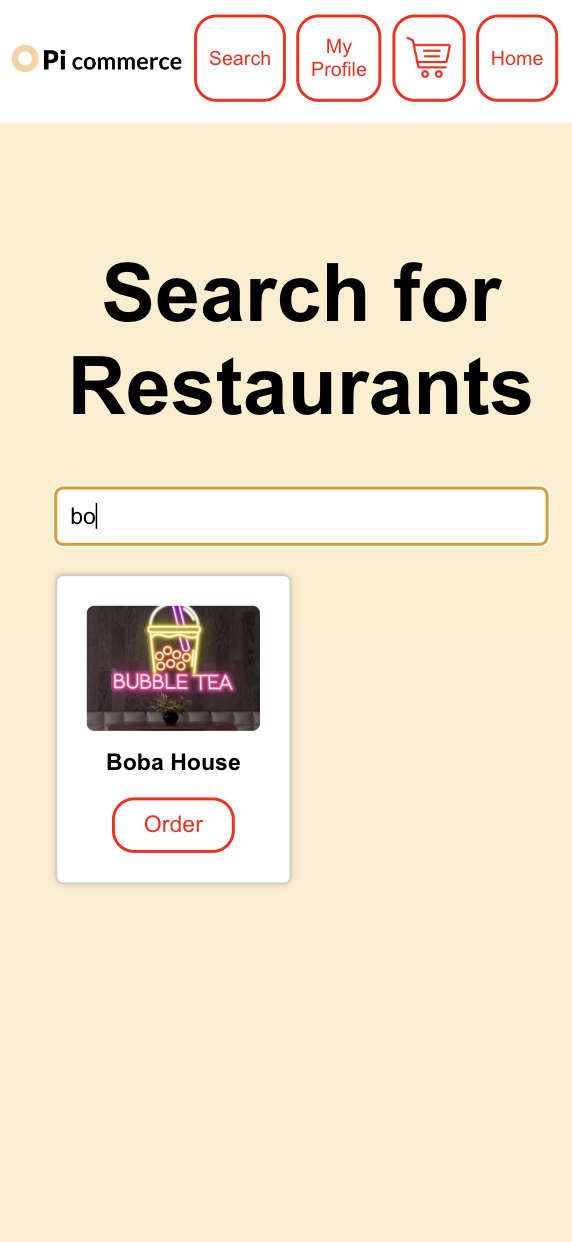 Pi commerce
Search
My
Profile
Home
Search for
Restaurants
bo
BUBBLE TEA
Boba House
Order